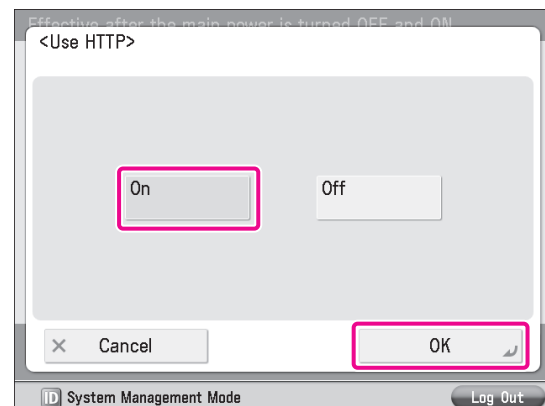 Effective after the main power is turned OFF and ON
<Use HTTP>
On
Off
Cancel
OK
ID System Management Mode
Log Out